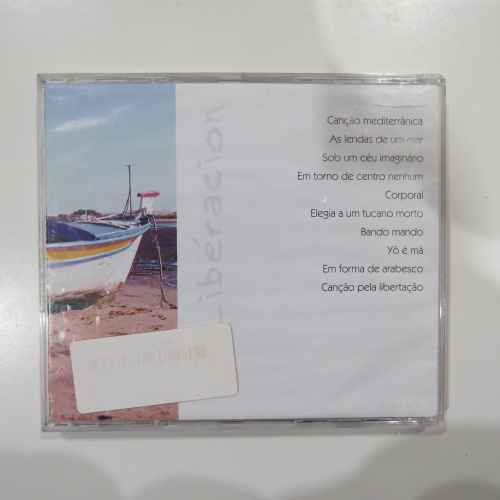 Libéracion
Canção mediterrânica
As lendas de um mar
Sob um céu imaginário
Em torno de centro nenhum
Corporal
Elegia a um tucano morto
Bando mando
Yô ê má
Em forma de arabesco
Canção pela libertação